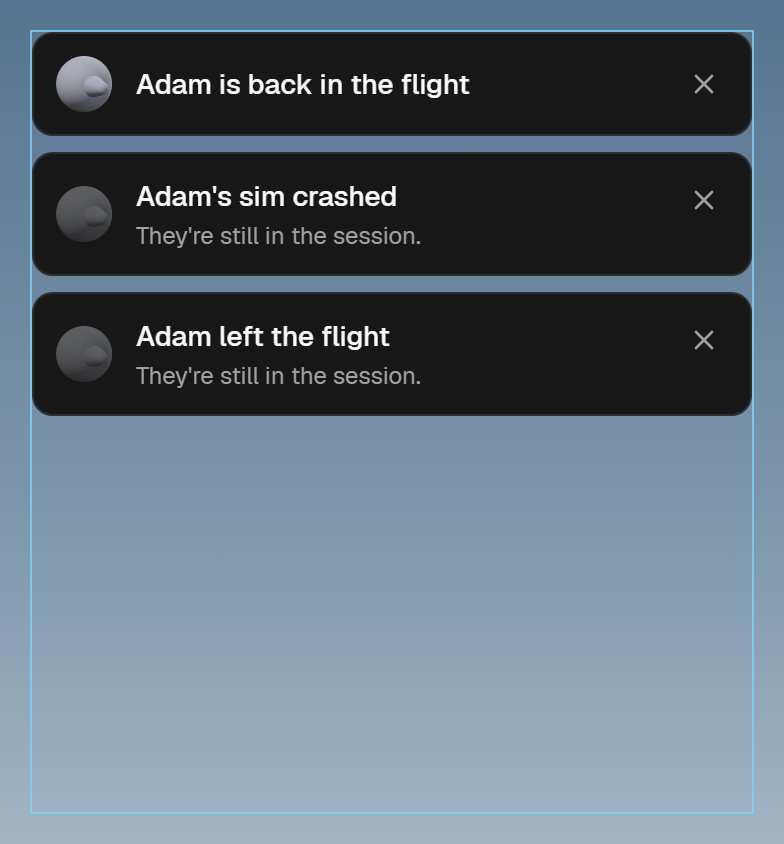 Adam is back in the flight
Adam's sim crashed
They're still in the session.
Adam left the flight
They're still in the session.